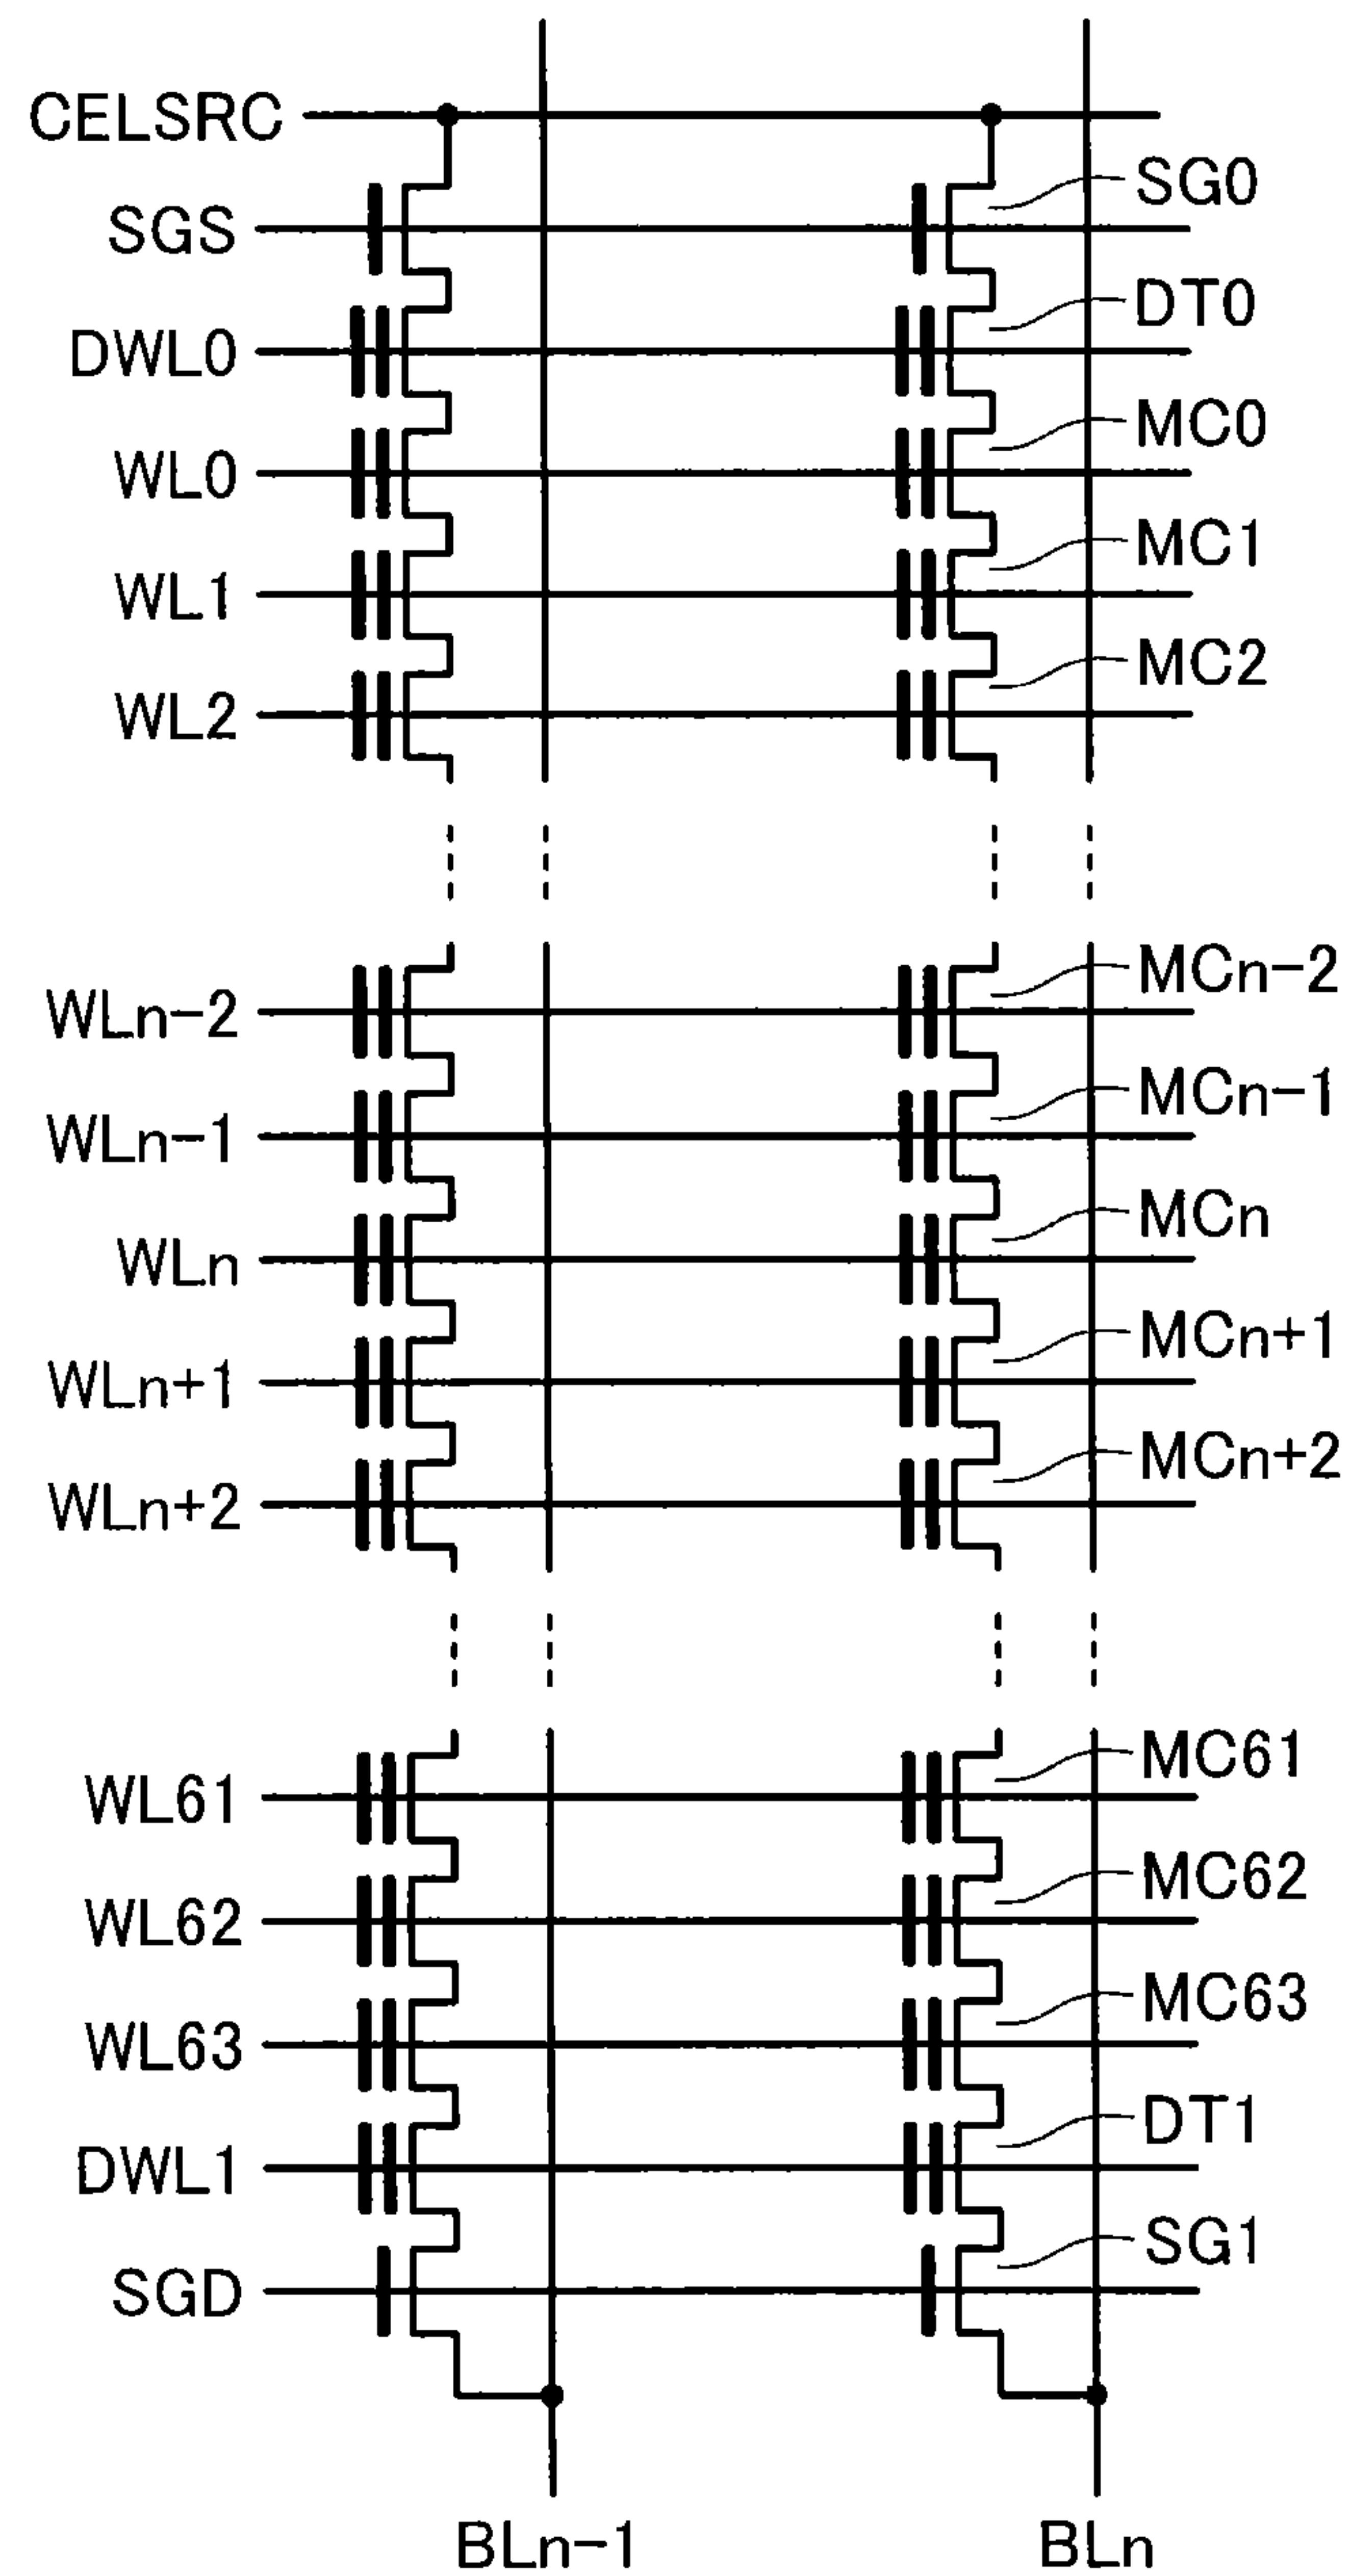 CELSRC
SG0
SGS
DT0
DWL0
MC0
WL0
MC1
WL1
MC2
WL2
MCn-2
WLn-2
MCn-1
WLn-1
MCn
WLn
MCn+1
WLn+1
MCn+2
WLn+2
MC61
WL61
MC62
WL62
MC63
WL63
DT1
DWL1
SG1
SGD
BLn-1 BLn